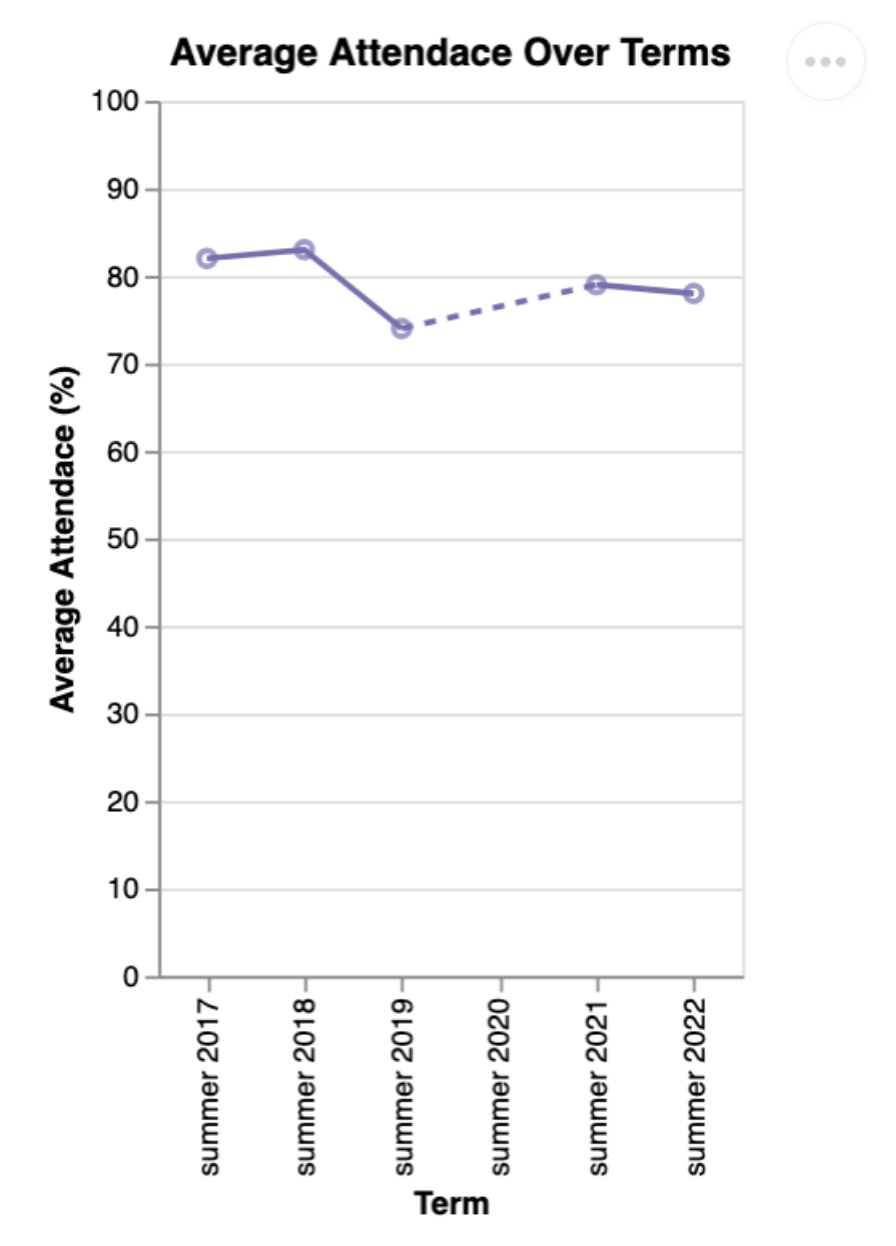 Average Attendace Over Terms
100
90
80
70
60
50
40
30
20
10
0
Average Attendace (%)
summer 2017
summer 2018
summer 2019
summer 2020
summer 2021
summer 2022
Term